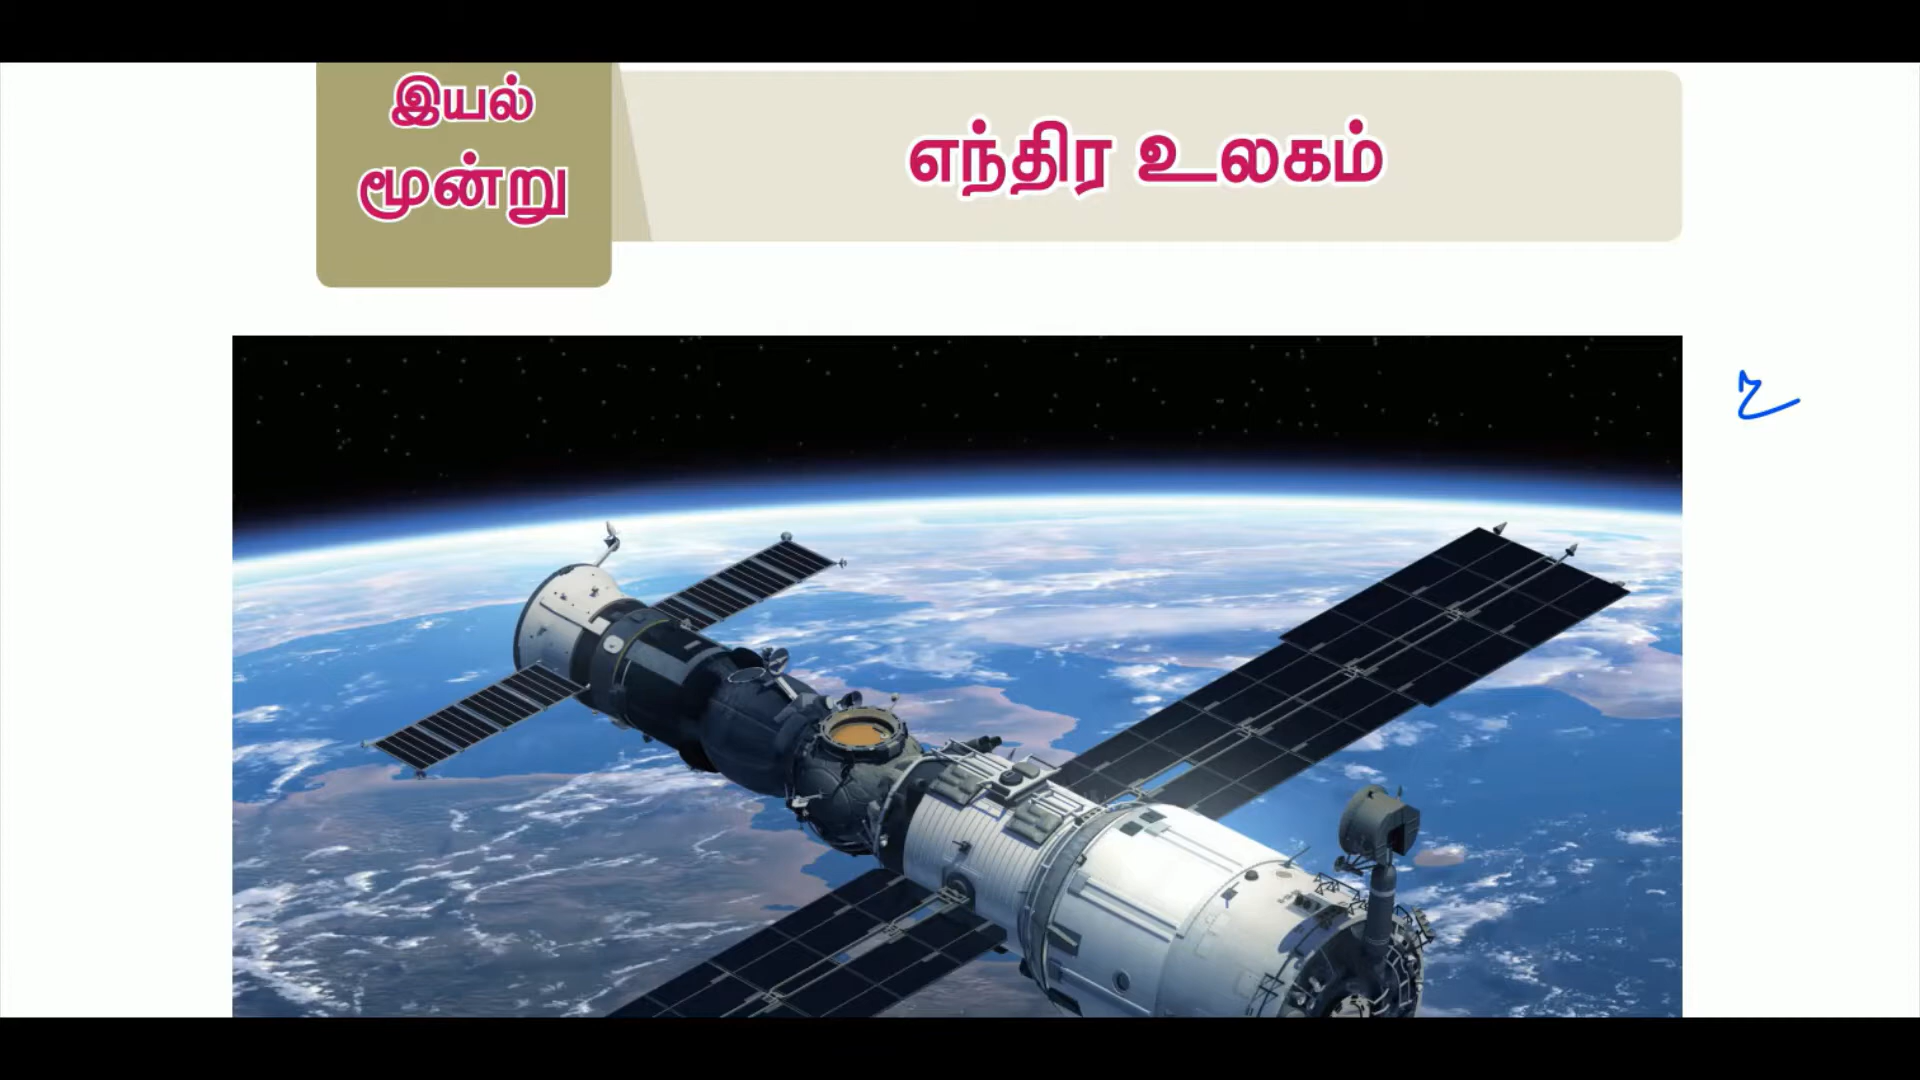 இயல்
மூன்று
எந்திர உலகம்